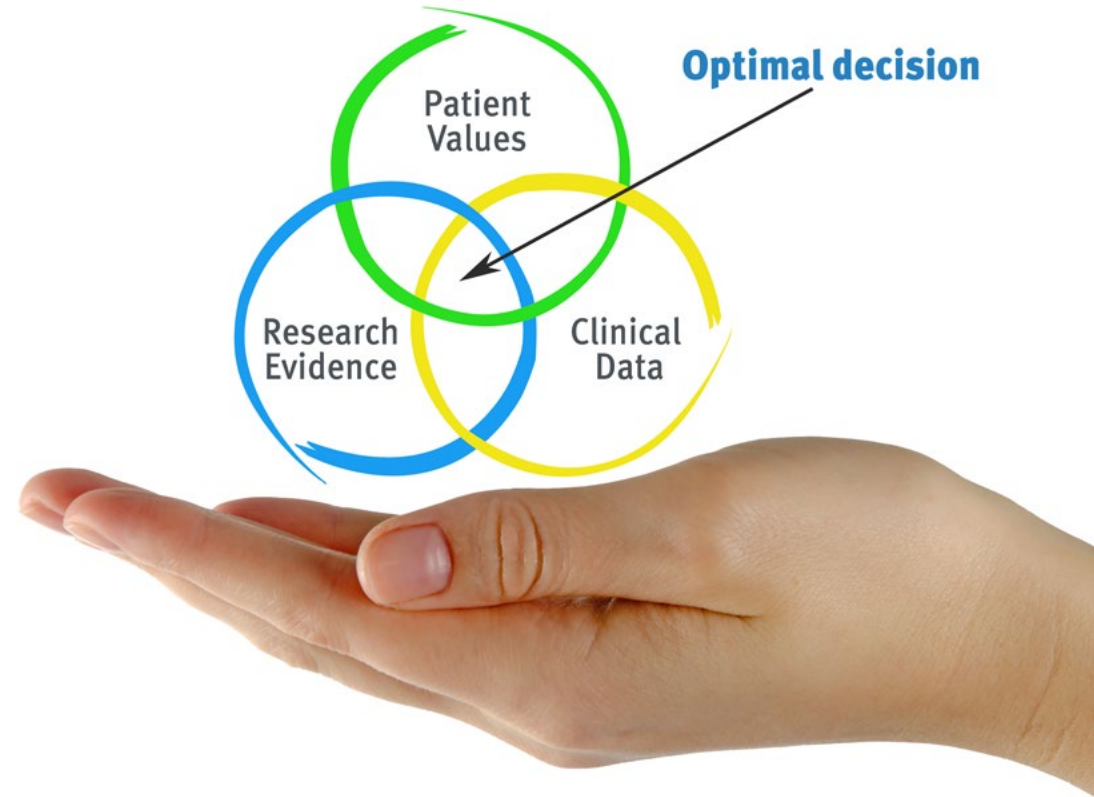 Optimal decision
Patient
Values
Research
Evidence
Clinical
Data